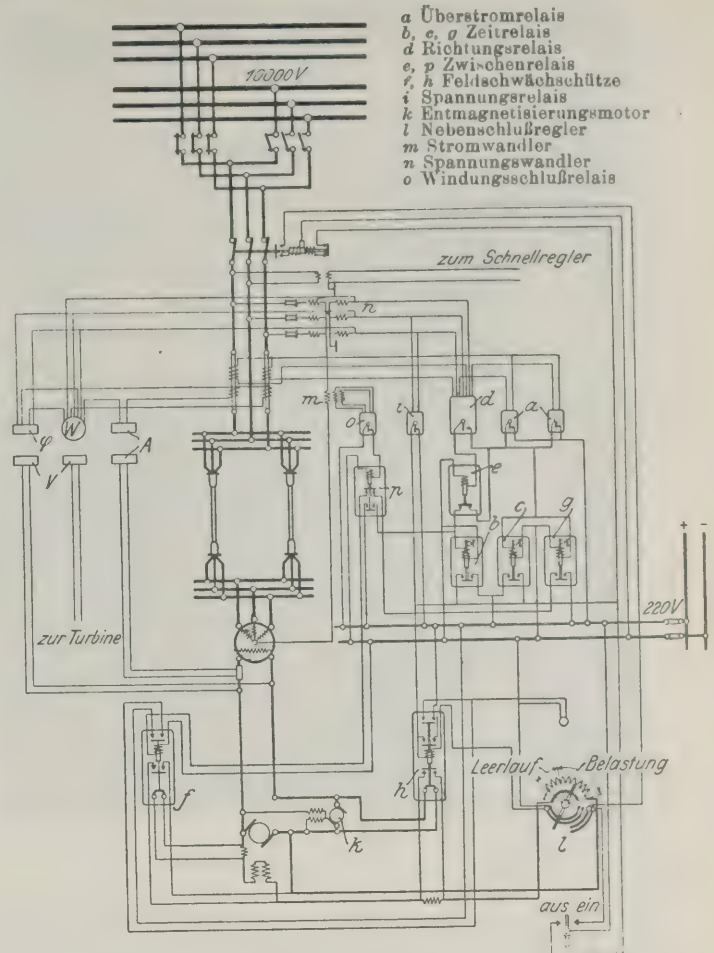 a Überstromrelais
b, c, g Zeitrelais
d Richtungsrelais
e, p Zwischenrelais
f, h Feldschwächschütze
i Spannungsrelais
k Entmagnetisierungsmotor
l Nebenschlußregler
m Stromwandler
n Spannungswandler
o Windungsschlußrelais
10000V
zum Schnellregler
n
m
o
i
d
a
φ
W
A
V
p
e
b
c
g
+ -
zur Turbine
220V
f
h
k
Leerlauf
Belastung
l
aus ein